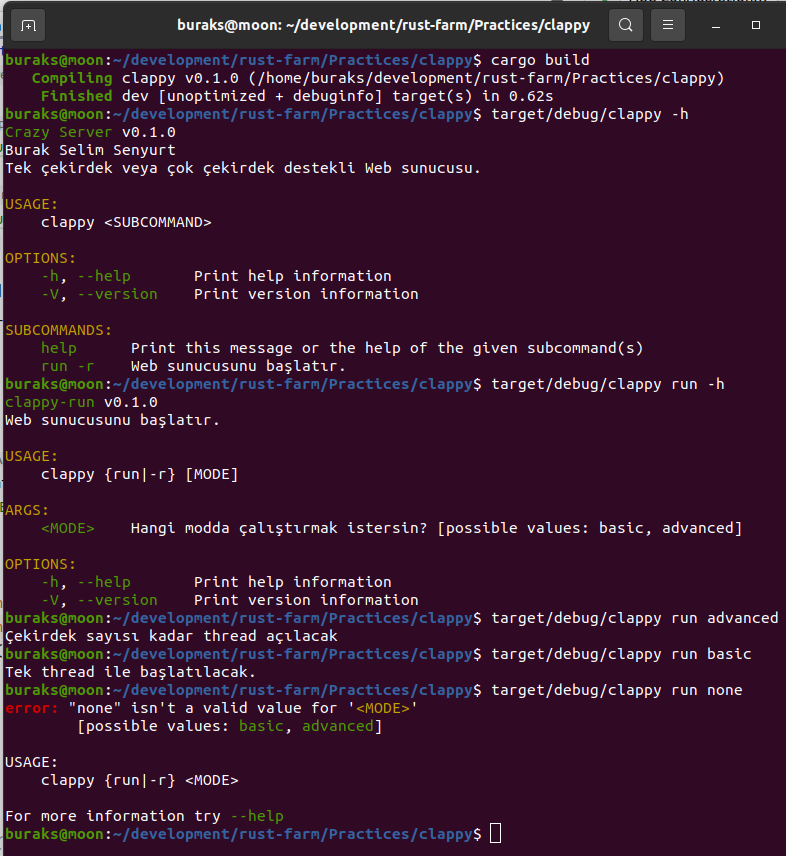 buraks@moon: ~/development/rust-farm/Practices/clappy
buraks@moon:~/development/rust-farm/Practices/clappy$ cargo build
   Compiling clappy v0.1.0 (/home/buraks/development/rust-farm/Practices/clappy)
    Finished dev [unoptimized + debuginfo] target(s) in 0.62s
buraks@moon:~/development/rust-farm/Practices/clappy$ target/debug/clappy -h
Crazy Server v0.1.0
Burak Selim Senyurt
Tek çekirdek veya çok çekirdek destekli Web sunucusu.

USAGE:
    clappy <SUBCOMMAND>

OPTIONS:
    -h, --help       Print help information
    -V, --version    Print version information

SUBCOMMANDS:
    help      Print this message or the help of the given subcommand(s)
    run -r    Web sunucusunu başlatır.
buraks@moon:~/development/rust-farm/Practices/clappy$ target/debug/clappy run -h
clappy-run v0.1.0
Web sunucusunu başlatır.

USAGE:
    clappy {run|-r} [MODE]

ARGS:
    <MODE>    Hangi modda çalıştırmak istersin? [possible values: basic, advanced]

OPTIONS:
    -h, --help       Print help information
    -V, --version    Print version information
buraks@moon:~/development/rust-farm/Practices/clappy$ target/debug/clappy run advanced
Çekirdek sayısı kadar thread açılacak
buraks@moon:~/development/rust-farm/Practices/clappy$ target/debug/clappy run basic
Tek thread ile başlatılacak.
buraks@moon:~/development/rust-farm/Practices/clappy$ target/debug/clappy run none
error: "none" isn't a valid value for '<MODE>'
        [possible values: basic, advanced]

USAGE:
    clappy {run|-r} <MODE>

For more information try --help
buraks@moon:~/development/rust-farm/Practices/clappy$